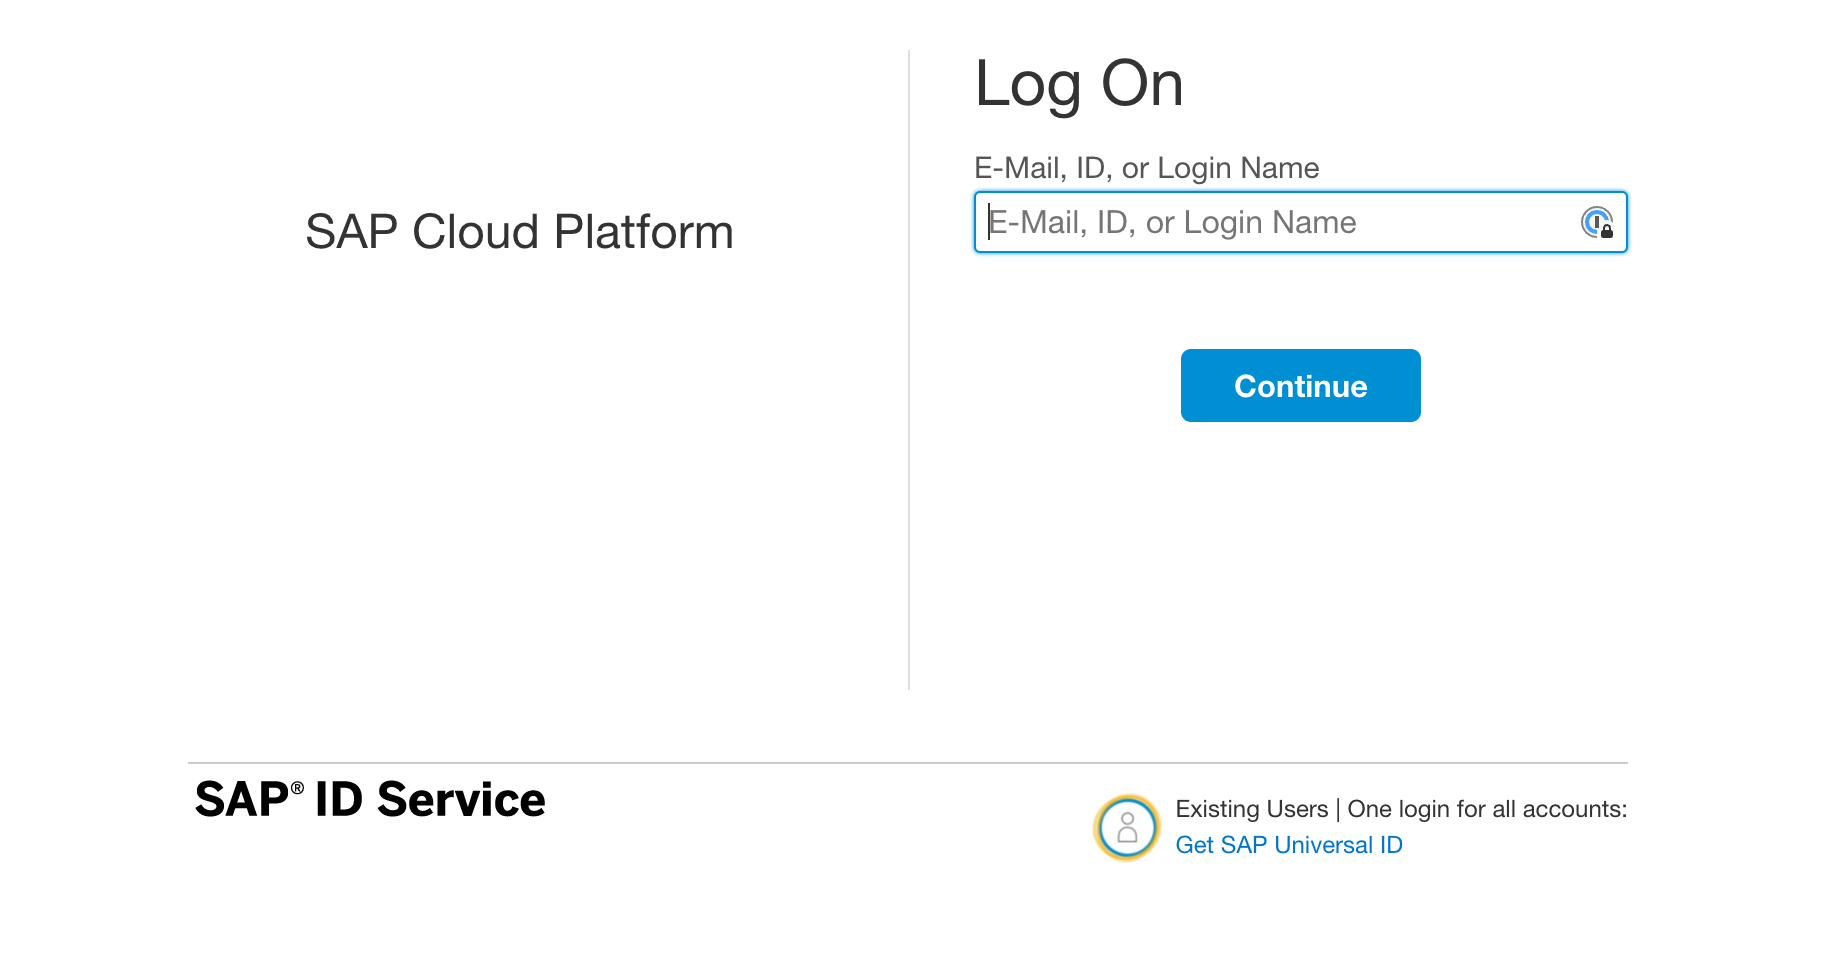 SAP Cloud Platform
Log On
E-Mail, ID, or Login Name
E-Mail, ID, or Login Name
Continue
SAP® ID Service
Existing Users | One login for all accounts:
Get SAP Universal ID